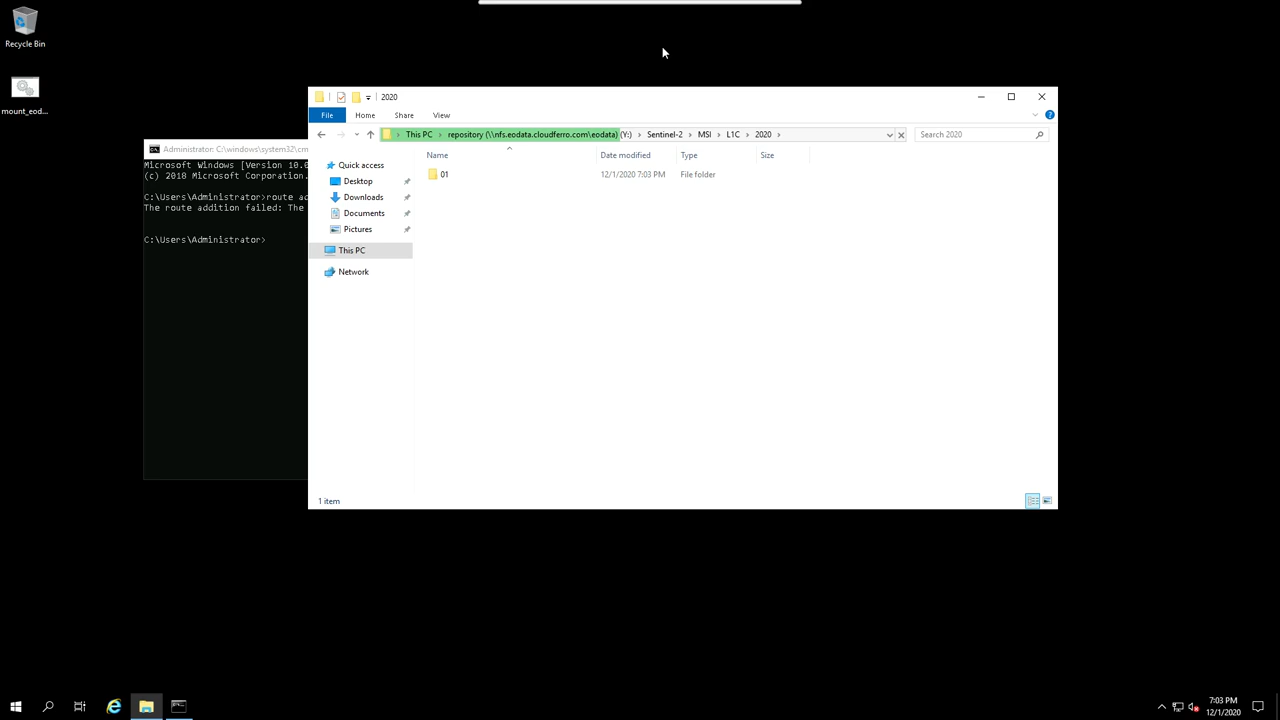 Recycle Bin
mount_eod...
Administrator: C:\windows\system32\cm
Microsoft Windows [Version 10.0
(c) 2018 Microsoft Corporation.
C:\Users\Administrator>route ad
The route addition failed: The
C:\Users\Administrator>
2020
File Home Share View
This PC repository (\\nfs.eodata.cloudferro.com\eodata) (Y:) Sentinel-2 MSI L1C 2020
Search 2020
Name Date modified Type Size
01 12/1/2020 7:03 PM File folder
Quick access
Desktop
Downloads
Documents
Pictures
This PC
Network
1 item
7:03 PM
12/1/2020